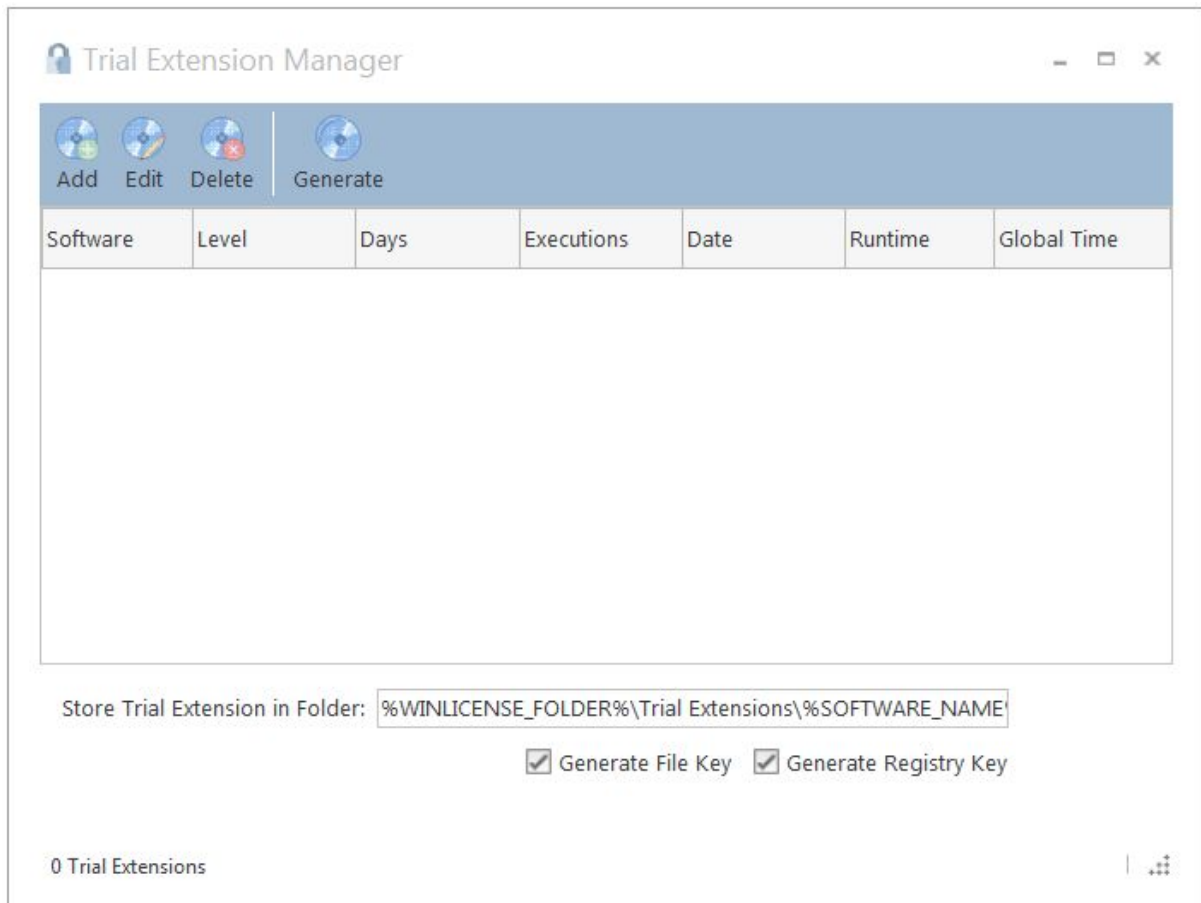 Trial Extension Manager
Add Edit Delete Generate
Software Level Days Executions Date Runtime Global Time
Store Trial Extension in Folder: %WINLICENSE_FOLDER%\Trial Extensions\%SOFTWARE_NAME
Generate File Key Generate Registry Key
0 Trial Extensions